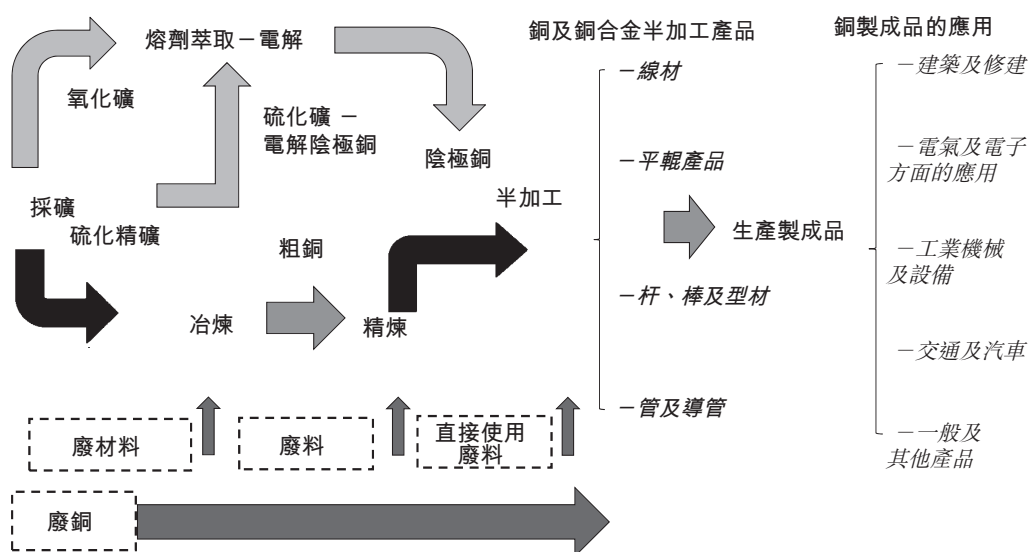 銅及銅合金半加工產品
銅製成品的應用
熔劑萃取－電解
氧化礦
硫化礦 －
電解陰極銅
陰極銅
採礦
硫化精礦
粗銅
冶煉
精煉
半加工
－線材
－平輥產品
－杆、棒及型材
－管及導管
生產製成品
－建築及修建
－電氣及電子
方面的應用
－工業機械
及設備
－交通及汽車
－一般及
其他產品
廢材料
廢料
直接使用
廢料
廢銅